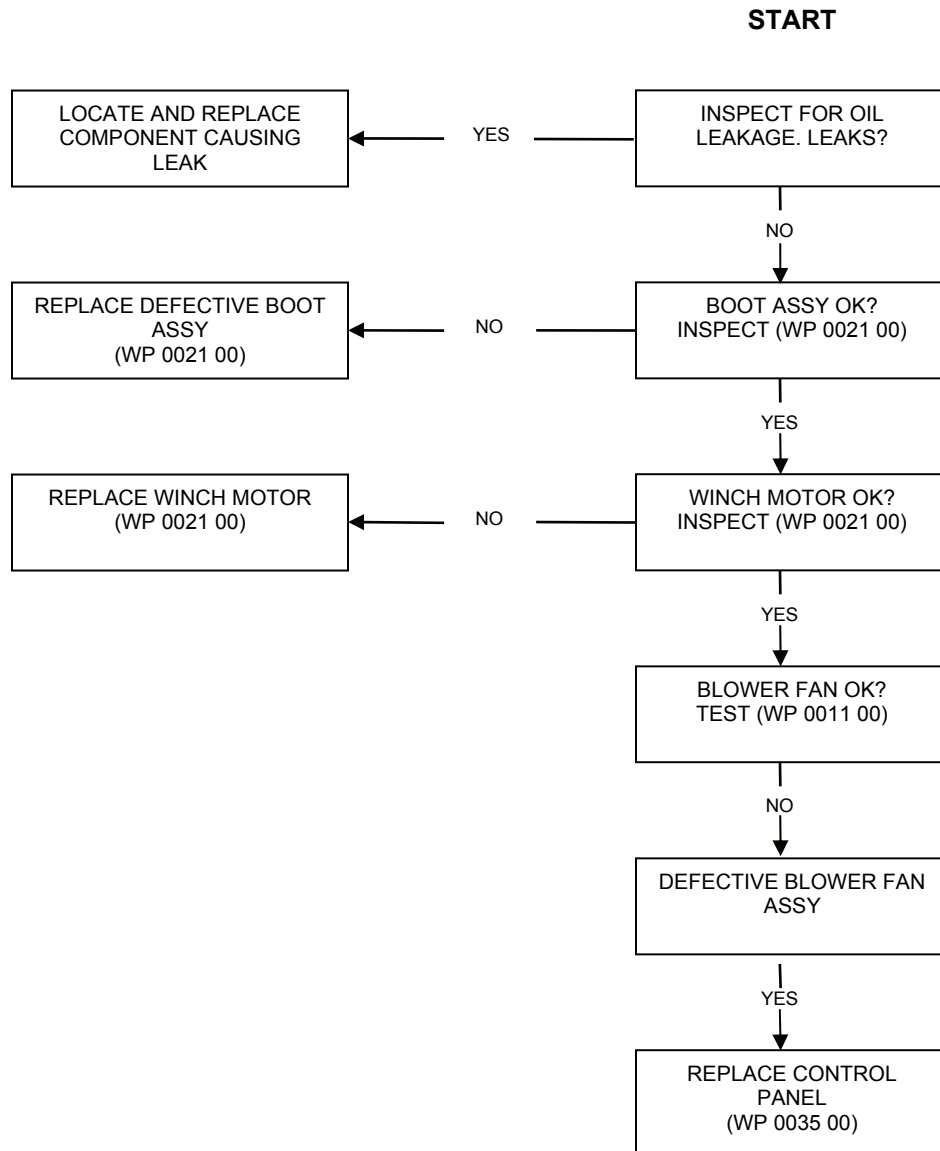 START
INSPECT FOR OIL
LEAKAGE. LEAKS?
YES
LOCATE AND REPLACE
COMPONENT CAUSING
LEAK
NO
BOOT ASSY OK?
INSPECT (WP 0021 00)
NO
REPLACE DEFECTIVE BOOT
ASSY
(WP 0021 00)
YES
WINCH MOTOR OK?
INSPECT (WP 0021 00)
NO
REPLACE WINCH MOTOR
(WP 0021 00)
YES
BLOWER FAN OK?
TEST (WP 0011 00)
NO
DEFECTIVE BLOWER FAN
ASSY
YES
REPLACE CONTROL
PANEL
(WP 0035 00)